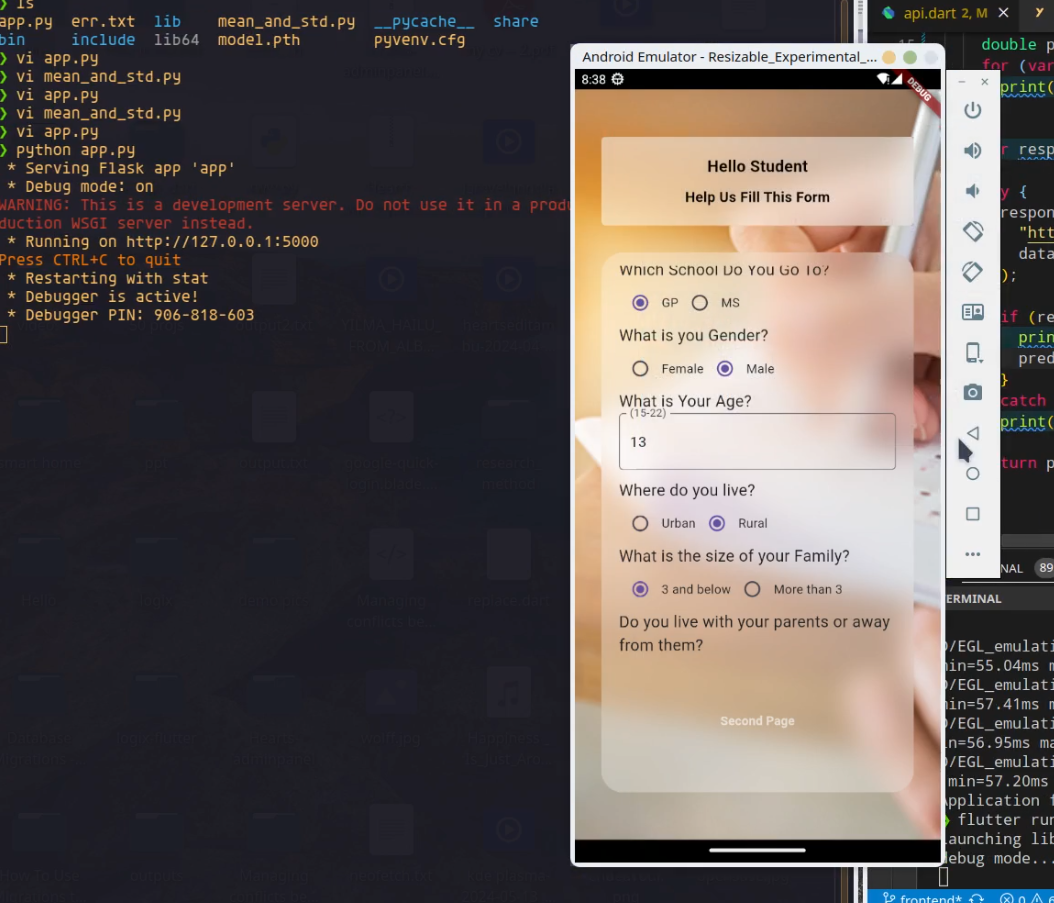 ❯ ls
app.py err.txt lib mean_and_std.py __pycache__ share
bin include lib64 model.pth pyvenv.cfg
❯ vi app.py
❯ vi mean_and_std.py
❯ vi app.py
❯ vi mean_and_std.py
❯ vi app.py
❯ python app.py
* Serving Flask app 'app'
* Debug mode: on
WARNING: This is a development server. Do not use it in a produ
duction WSGI server instead.
* Running on http://127.0.0.1:5000
Press CTRL+C to quit
* Restarting with stat
* Debugger is active!
* Debugger PIN: 906-818-603
Android Emulator - Resizable_Experimental_...
8:38
DEBUG
Hello Student
Help Us Fill This Form
Which School Do You Go To?
GP MS
What is you Gender?
Female Male
What is Your Age?
(15-22)
13
Where do you live?
Urban Rural
What is the size of your Family?
3 and below More than 3
Do you live with your parents or away
from them?
Second Page
api.dart 2, M
15
double p
for (var
print(
r resp
y {
respon
"htt
data
);
if (re
prin
pred
}
catch
print(
turn p
NAL 89
ERMINAL
D/EGL_emulati
min=55.04ms m
D/EGL_emulati
min=57.41ms m
D/EGL_emulati
n=56.95ms ma
D/EGL_emulati
min=57.20ms
Application f
❯ flutter run
Launching lib
debug mode...
frontend* 0 6